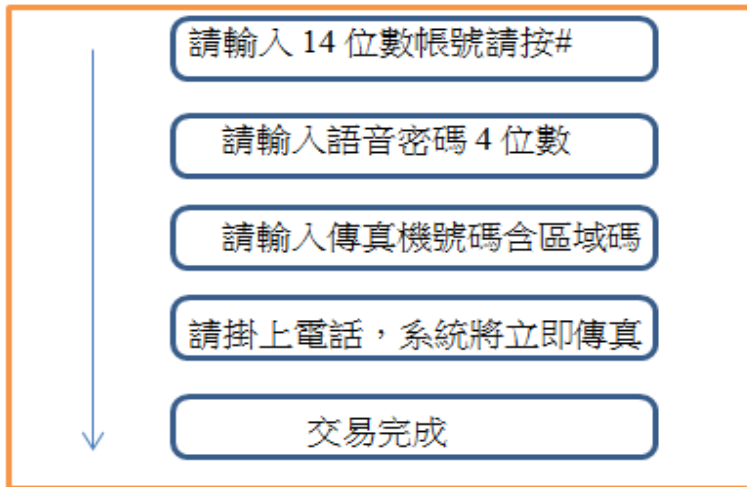 請輸入 14 位數帳號請按#
請輸入語音密碼 4 位數
請輸入傳真機號碼含區域碼
請掛上電話，系統將立即傳真
交易完成